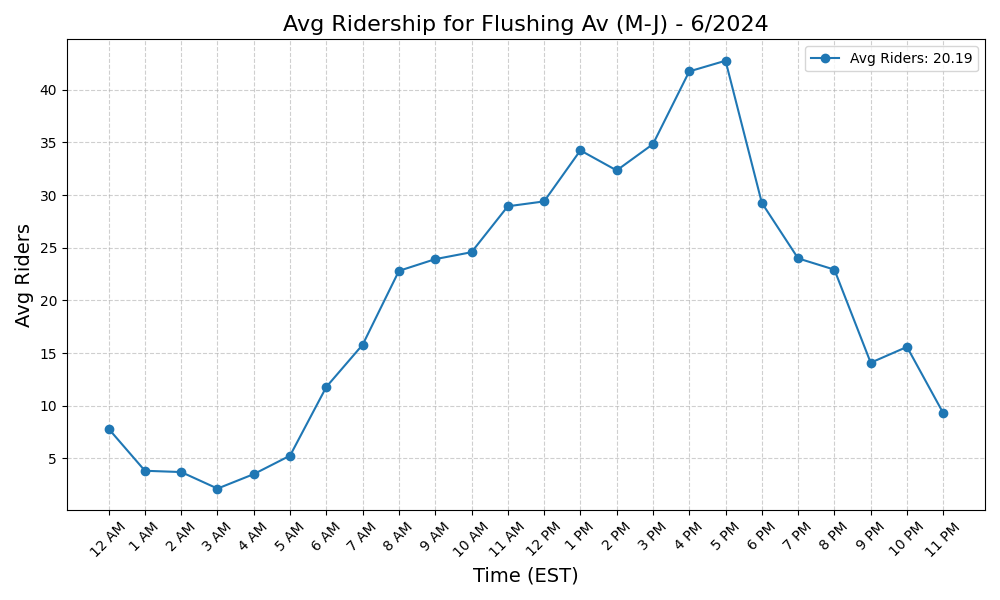 Avg Ridership for Flushing Av (M-J) - 6/2024
Avg Riders: 20.19
Avg Riders
40
35
30
25
20
15
10
5
12 AM
1 AM
2 AM
3 AM
4 AM
5 AM
6 AM
7 AM
8 AM
9 AM
10 AM
11 AM
12 PM
1 PM
2 PM
3 PM
4 PM
5 PM
6 PM
7 PM
8 PM
9 PM
10 PM
11 PM
Time (EST)